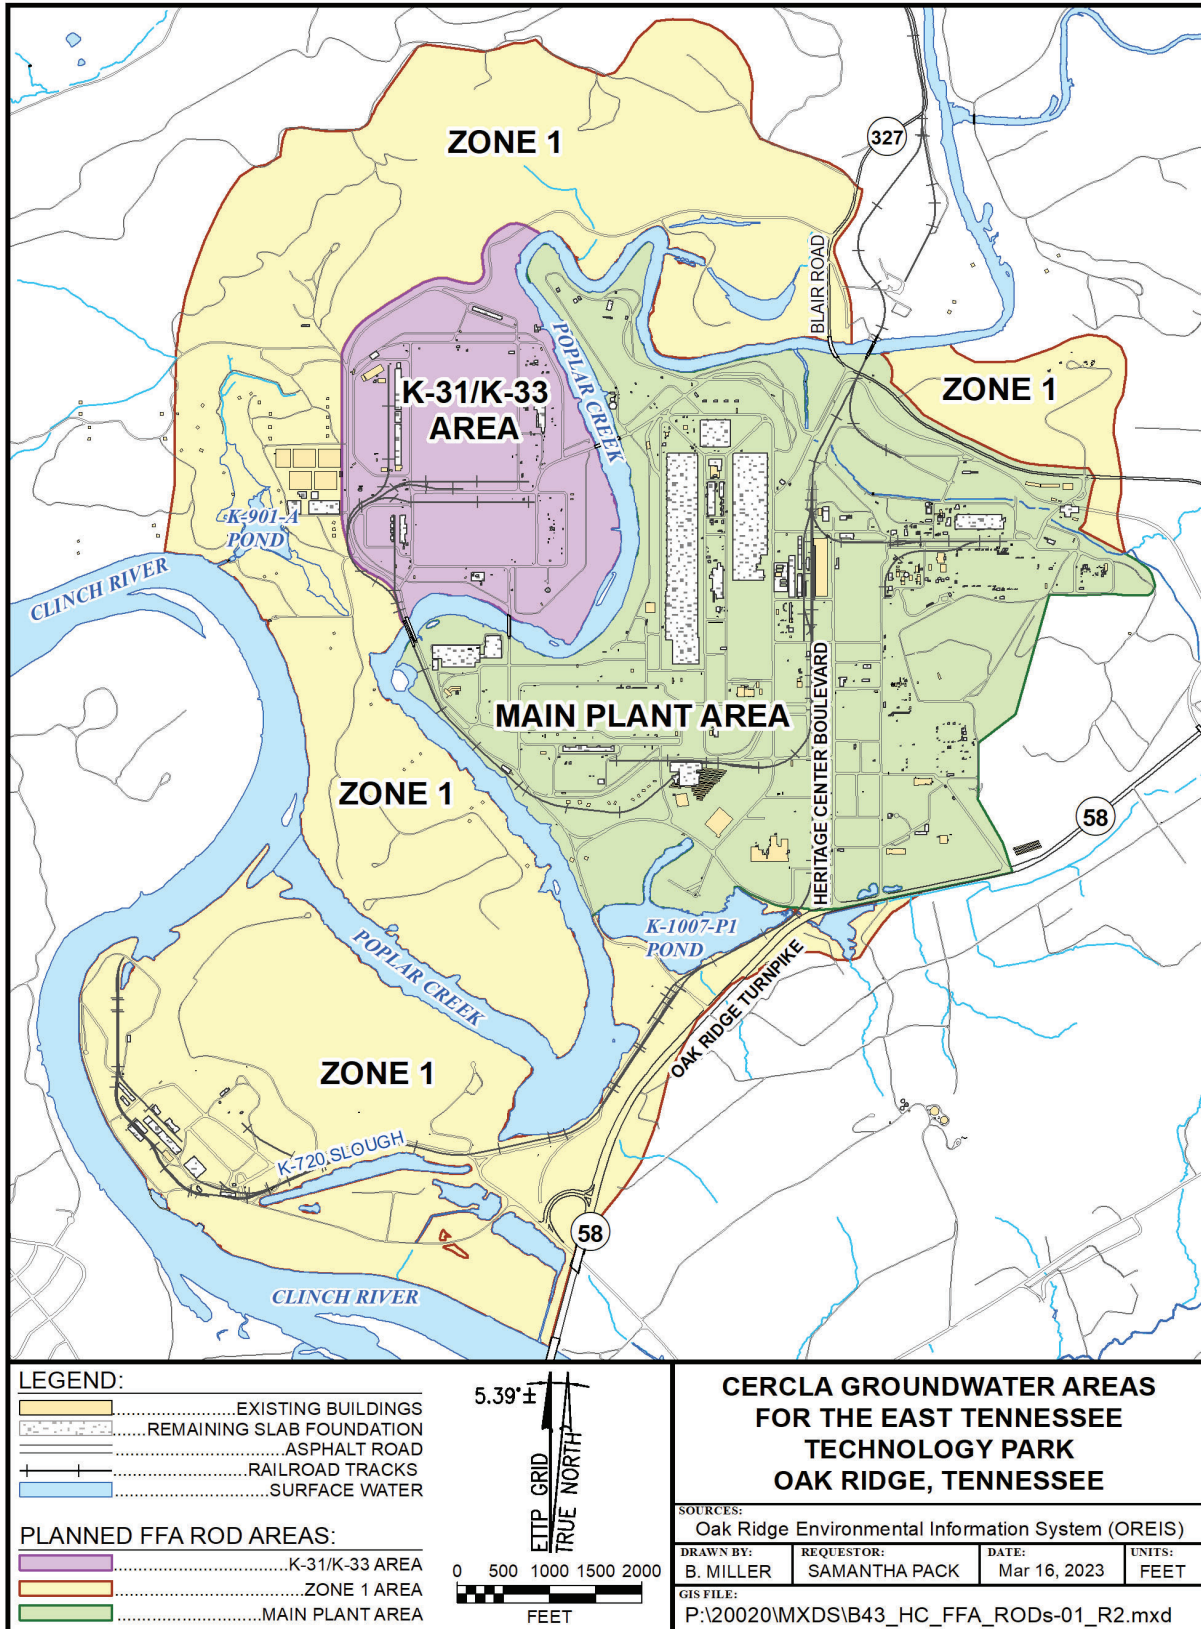 ZONE 1
327
BLAIR ROAD
POPLAR CREEK
K-31/K-33
AREA
ZONE 1
K-901-A
POND
CLINCH RIVER
MAIN PLANT AREA
HERITAGE CENTER BOULEVARD
ZONE 1
58
K-1007-P1
POND
POPLAR CREEK
OAK RIDGE TURNPIKE
ZONE 1
K-720 SLOUGH
58
CLINCH RIVER
LEGEND:
EXISTING BUILDINGS
REMAINING SLAB FOUNDATION
ASPHALT ROAD
RAILROAD TRACKS
SURFACE WATER
PLANNED FFA ROD AREAS:
K-31/K-33 AREA
ZONE 1 AREA
MAIN PLANT AREA
5.39°±
ETTP GRID
TRUE NORTH
0 500 1000 1500 2000
FEET
CERCLA GROUNDWATER AREAS
FOR THE EAST TENNESSEE
TECHNOLOGY PARK
OAK RIDGE, TENNESSEE
SOURCES:
Oak Ridge Environmental Information System (OREIS)
DRAWN BY:
B. MILLER
REQUESTOR:
SAMANTHA PACK
DATE:
Mar 16, 2023
UNITS:
FEET
GIS FILE:
P:\20020\MXDS\B43_HC_FFA_RODs-01_R2.mxd